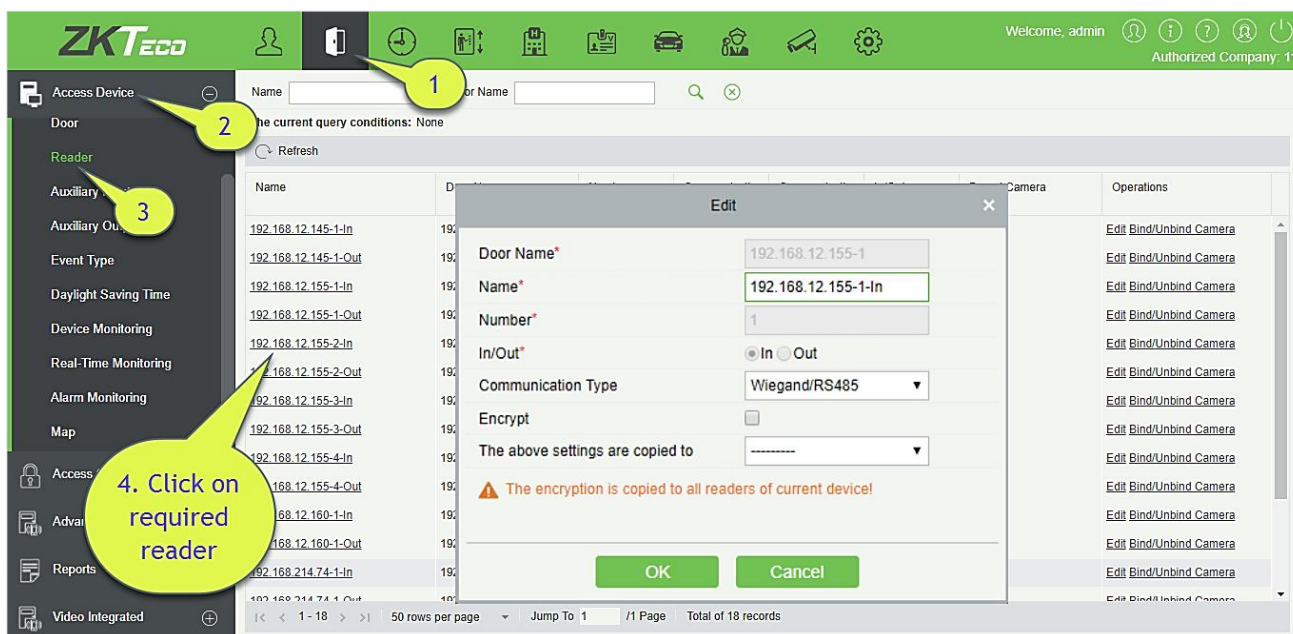 ZKTeco
Welcome, admin
Authorized Company: 1
1
Access Device
2
Door
Reader
3
Auxiliary
Auxiliary
Event Type
Daylight Saving Time
Device Monitoring
Real-Time Monitoring
Alarm Monitoring
Map
Access
Reports
Video Integrated
4. Click on
required
reader
Name
Name
The current query conditions: None
Refresh
Name
Camera
Operations
192.168.12.145-1-In
Edit Bind/Unbind Camera
192.168.12.145-1-Out
Edit Bind/Unbind Camera
192.168.12.155-1-In
Edit Bind/Unbind Camera
192.168.12.155-1-Out
Edit Bind/Unbind Camera
192.168.12.155-2-In
Edit Bind/Unbind Camera
192.168.12.155-2-Out
Edit Bind/Unbind Camera
192.168.12.155-3-In
Edit Bind/Unbind Camera
192.168.12.155-3-Out
Edit Bind/Unbind Camera
192.168.12.155-4-In
Edit Bind/Unbind Camera
168.12.155-4-Out
Edit Bind/Unbind Camera
68.12.160-1-In
Edit Bind/Unbind Camera
68.12.160-1-Out
Edit Bind/Unbind Camera
192.168.214.74-1-In
Edit Bind/Unbind Camera
192.168.214.74-1-Out
Edit Bind/Unbind Camera
1 - 18 50 rows per page Jump To 1 /1 Page Total of 18 records
Edit
Door Name* 192.168.12.155-1
Name* 192.168.12.155-1-In
Number* 1
In/Out* In Out
Communication Type Wiegand/RS485
Encrypt
The above settings are copied to ---------
The encryption is copied to all readers of current device!
OK Cancel